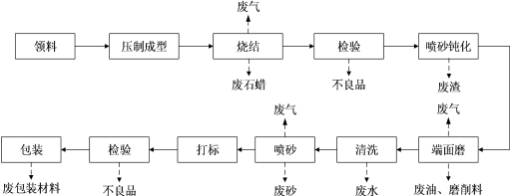 废气
领料
压制成型
烧结
检验
喷砂钝化
废石蜡
不良品
废渣
废气
废气
包装
检验
打标
喷砂
清洗
端面磨
废包装材料
不良品
废砂
废水
废油、磨削料